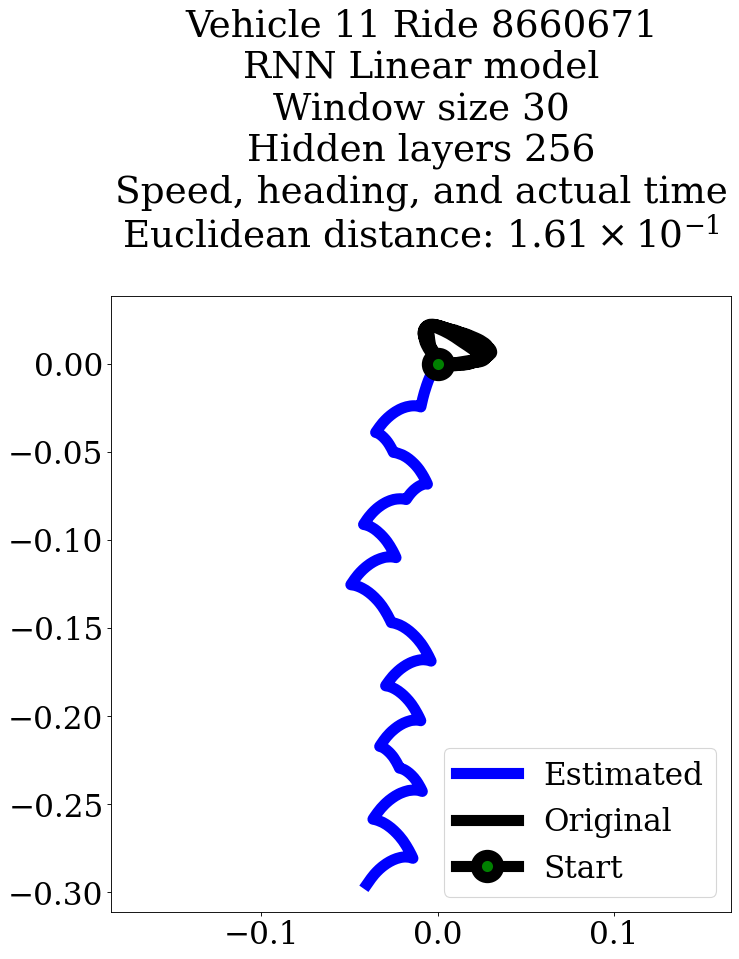 Vehicle 11 Ride 8660671
RNN Linear model
Window size 30
Hidden layers 256
Speed, heading, and actual time
Euclidean distance: 1.61 × 10⁻¹
0.00
−0.05
−0.10
−0.15
−0.20
−0.25
−0.30
Estimated
Original
Start
−0.1 0.0 0.1